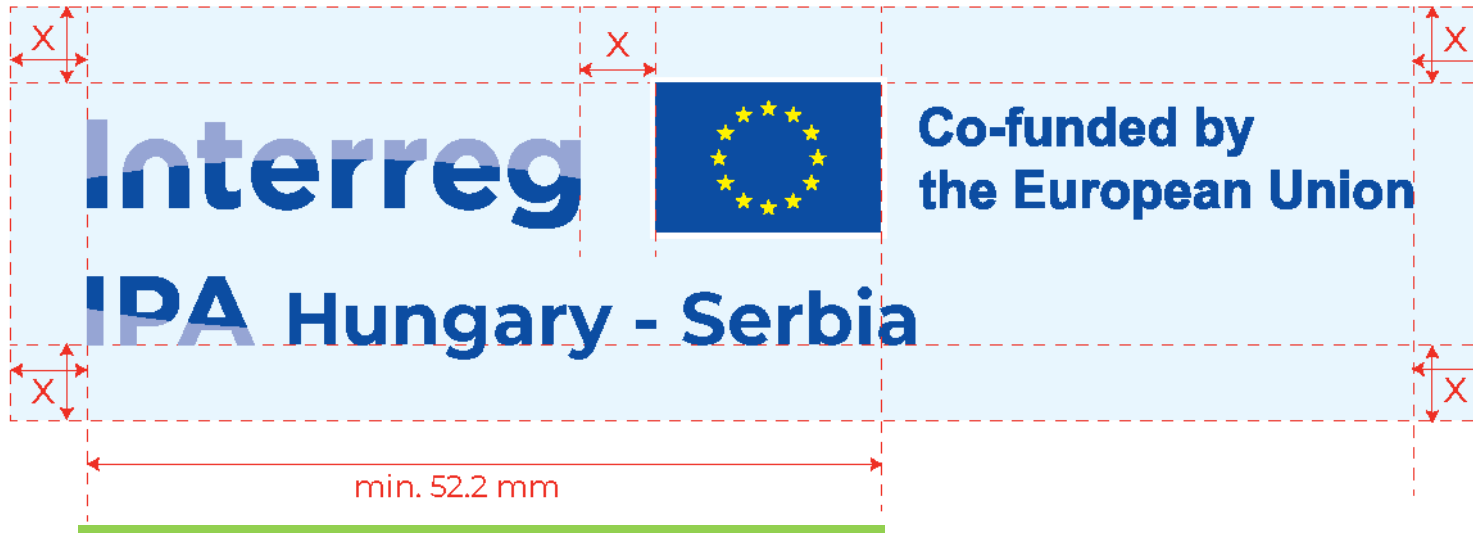 X X X
Interreg Co-funded by
the European Union
IPA Hungary - Serbia
X X
min. 52.2 mm